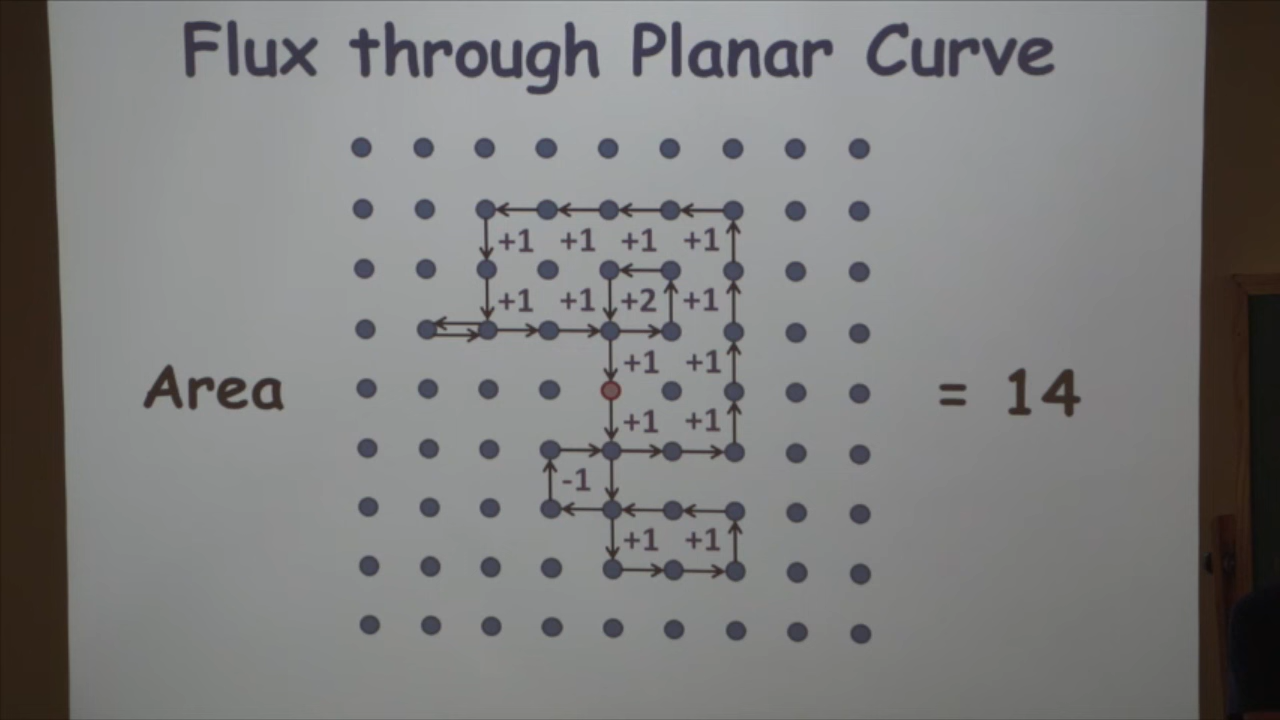 Flux through Planar Curve
+1 +1 +1 +1
+1 +1 +2 +1
+1 +1
Area = 14
+1 +1
-1
+1 +1